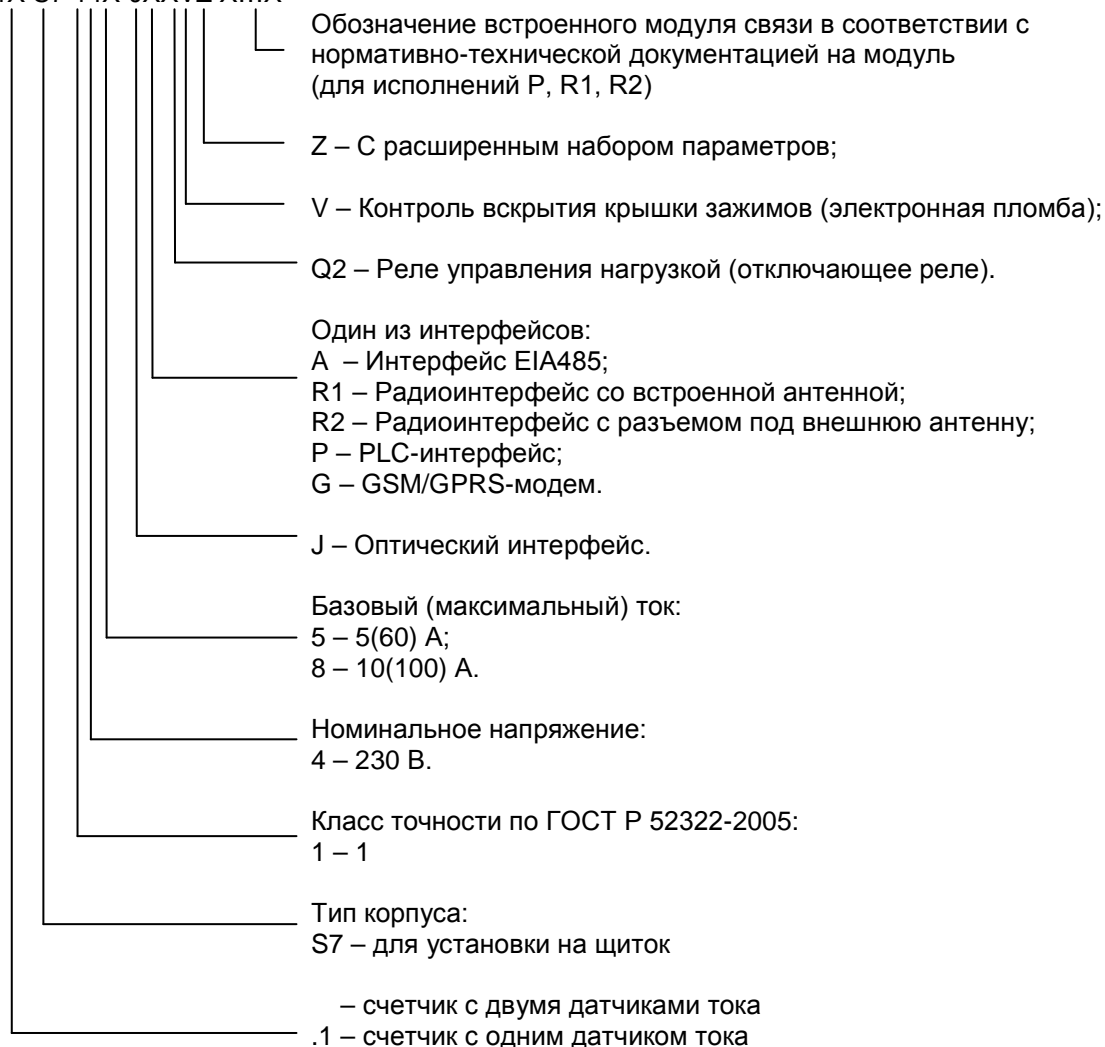 Обозначение встроенного модуля связи в соответствии с
нормативно-технической документацией на модуль
(для исполнений P, R1, R2)
Z – С расширенным набором параметров;
V – Контроль вскрытия крышки зажимов (электронная пломба);
Q2 – Реле управления нагрузкой (отключающее реле).
Один из интерфейсов:
A – Интерфейс EIA485;
R1 – Радиоинтерфейс со встроенной антенной;
R2 – Радиоинтерфейс с разъемом под внешнюю антенну;
P – PLC-интерфейс;
G – GSM/GPRS-модем.
J – Оптический интерфейс.
Базовый (максимальный) ток:
5 – 5(60) А;
8 – 10(100) А.
Номинальное напряжение:
4 – 230 В.
Класс точности по ГОСТ Р 52322-2005:
1 – 1
Тип корпуса:
S7 – для установки на щиток
– счетчик с двумя датчиками тока
.1 – счетчик с одним датчиком тока